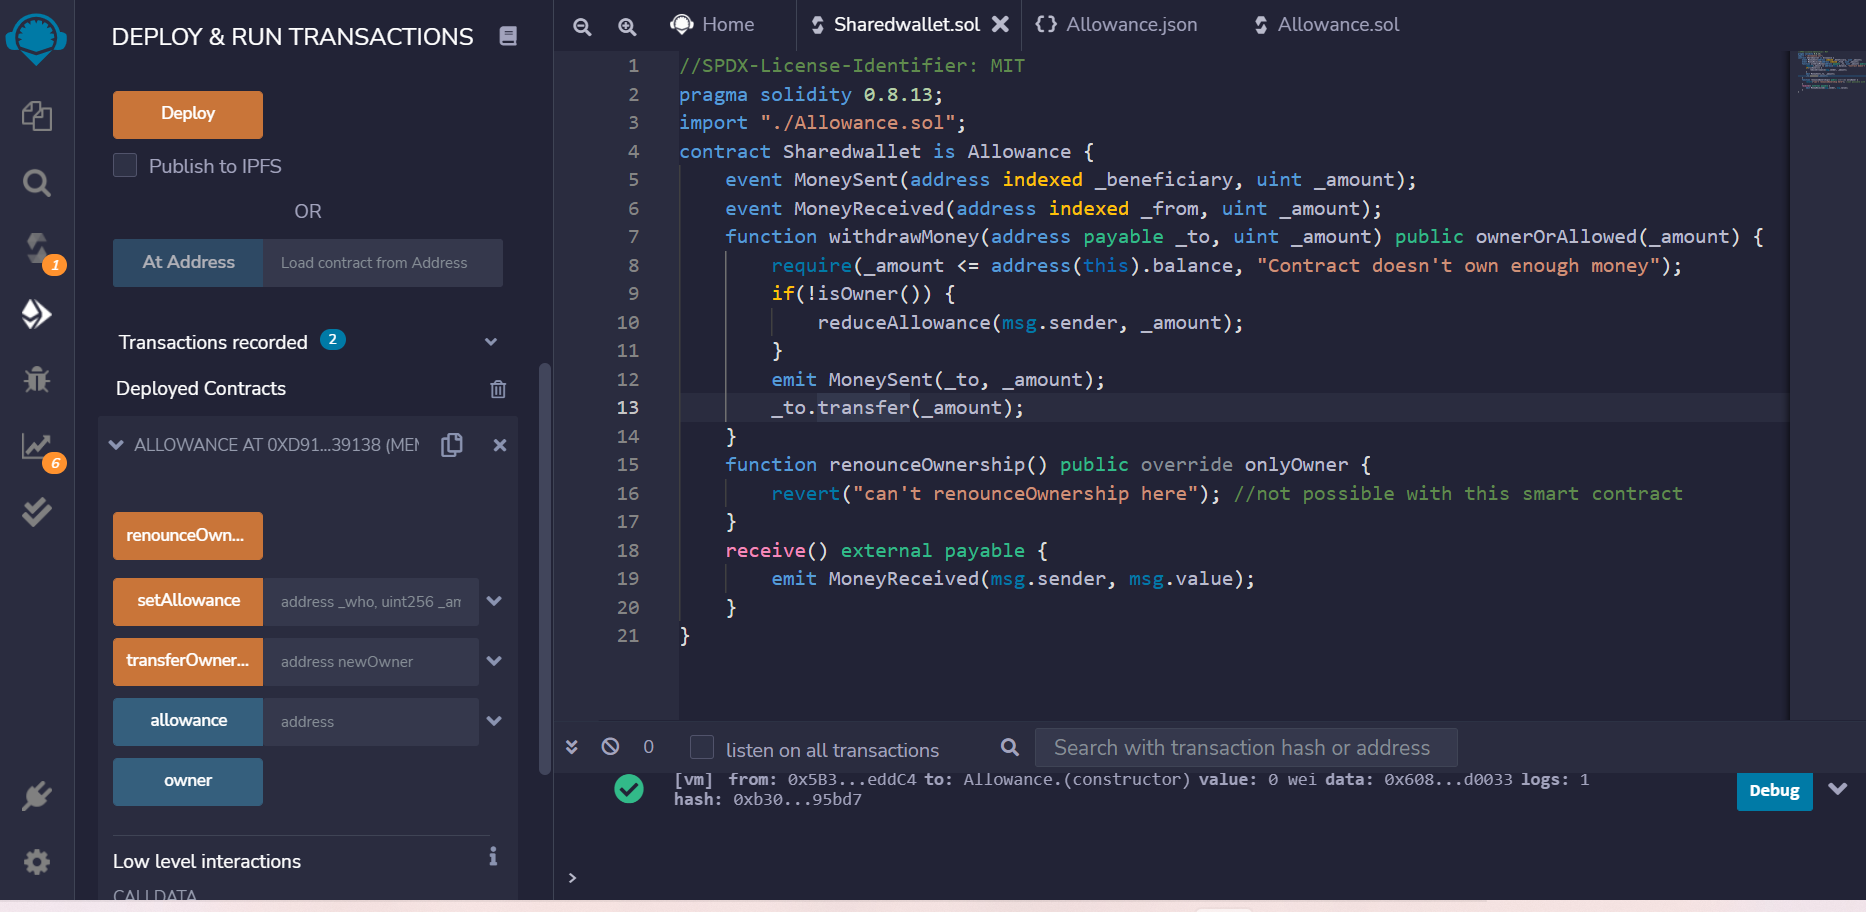 DEPLOY & RUN TRANSACTIONS
Deploy
Publish to IPFS
OR
At Address
Load contract from Address
Transactions recorded 2
Deployed Contracts
ALLOWANCE AT 0XD91...39138 (MEM
renounceOwn...
setAllowance
address _who, uint256 _am
transferOwner...
address newOwner
allowance
address
owner
Low level interactions
CALLDATA
1
6
Home
Sharedwallet.sol
{} Allowance.json
Allowance.sol
1 //SPDX-License-Identifier: MIT
2 pragma solidity 0.8.13;
3 import "./Allowance.sol";
4 contract Sharedwallet is Allowance {
5 event MoneySent(address indexed _beneficiary, uint _amount);
6 event MoneyReceived(address indexed _from, uint _amount);
7 function withdrawMoney(address payable _to, uint _amount) public ownerOrAllowed(_amount) {
8 require(_amount <= address(this).balance, "Contract doesn't own enough money");
9 if(!isOwner()) {
10 reduceAllowance(msg.sender, _amount);
11 }
12 emit MoneySent(_to, _amount);
13 _to.transfer(_amount);
14 }
15 function renounceOwnership() public override onlyOwner {
16 revert("can't renounceOwnership here"); //not possible with this smart contract
17 }
18 receive() external payable {
19 emit MoneyReceived(msg.sender, msg.value);
20 }
21 }
0
listen on all transactions
Search with transaction hash or address
[vm] from: 0x5B3...eddC4 to: Allowance.(constructor) value: 0 wei data: 0x608...d0033 logs: 1
hash: 0xb30...95bd7
Debug
>